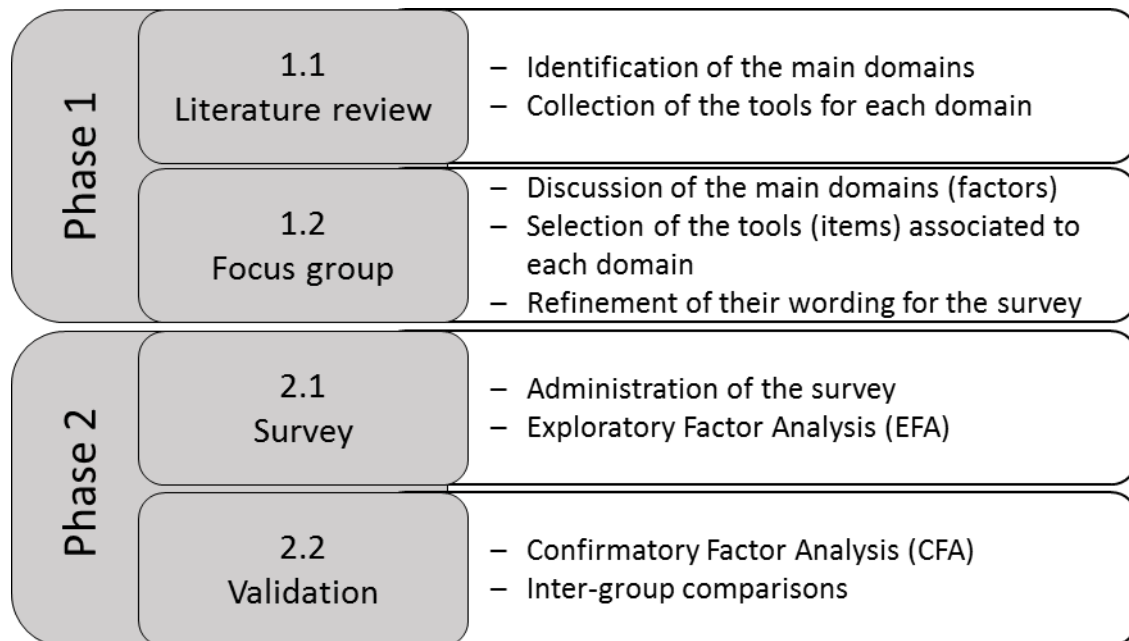 Phase 1
1.1
Literature review
– Identification of the main domains
– Collection of the tools for each domain
1.2
Focus group
– Discussion of the main domains (factors)
– Selection of the tools (items) associated to
each domain
– Refinement of their wording for the survey
Phase 2
2.1
Survey
– Administration of the survey
– Exploratory Factor Analysis (EFA)
2.2
Validation
– Confirmatory Factor Analysis (CFA)
– Inter-group comparisons